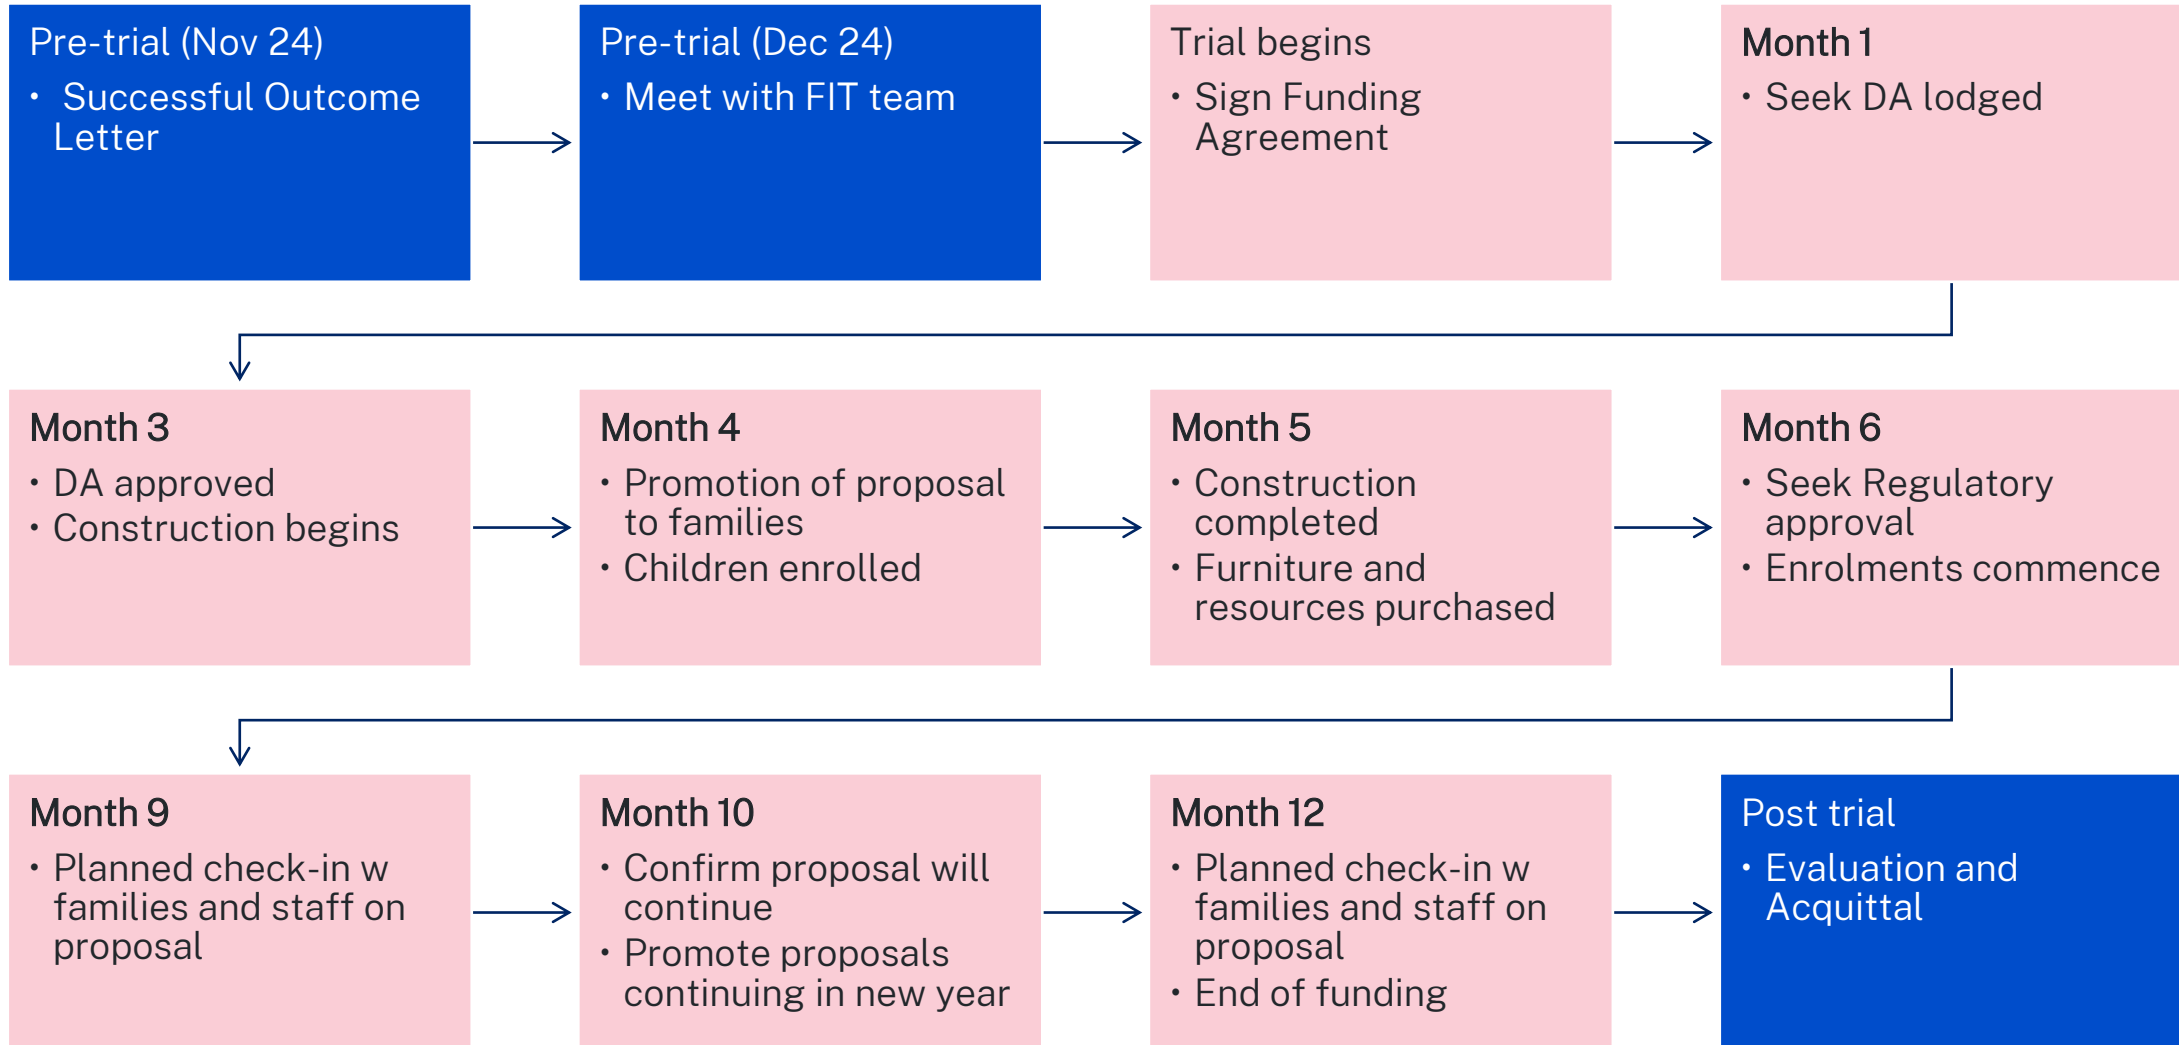 Pre-trial (Nov 24)
• Successful Outcome
Letter
Pre-trial (Dec 24)
• Meet with FIT team
Trial begins
• Sign Funding
Agreement
Month 1
• Seek DA lodged
Month 3
• DA approved
• Construction begins
Month 4
• Promotion of proposal
to families
• Children enrolled
Month 5
• Construction
completed
• Furniture and
resources purchased
Month 6
• Seek Regulatory
approval
• Enrolments commence
Month 9
• Planned check-in w
families and staff on
proposal
Month 10
• Confirm proposal will
continue
• Promote proposals
continuing in new year
Month 12
• Planned check-in w
families and staff on
proposal
• End of funding
Post trial
• Evaluation and
Acquittal